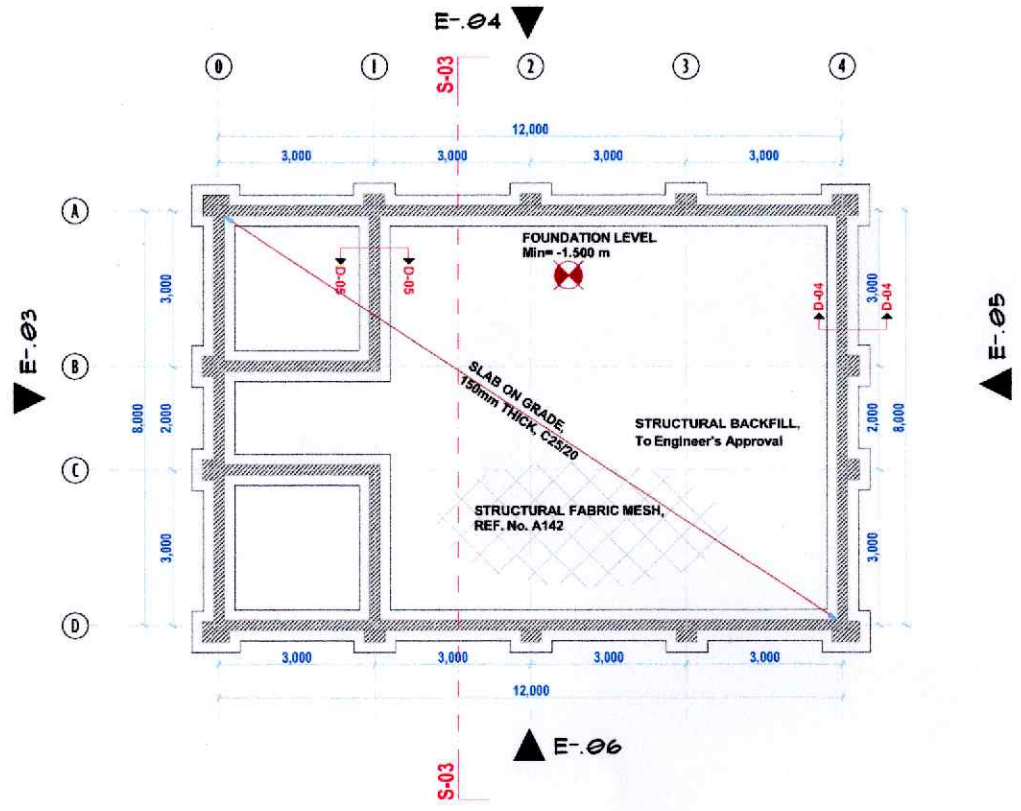 E-.04
0
1
S-03
2
3
4
12,000
3,000
3,000
3,000
3,000
A
FOUNDATION LEVEL
Min= -1.500 m
D-05
D-05
3,000
3,000
D-04
D-04
E-.03
E-.05
B
SLAB ON GRADE,
150mm THICK, C25/20
8,000
2,000
STRUCTURAL BACKFILL,
To Engineer's Approval
2,000
8,000
C
STRUCTURAL FABRIC MESH,
REF. No. A142
3,000
3,000
D
3,000
3,000
3,000
3,000
12,000
E-.06
S-03